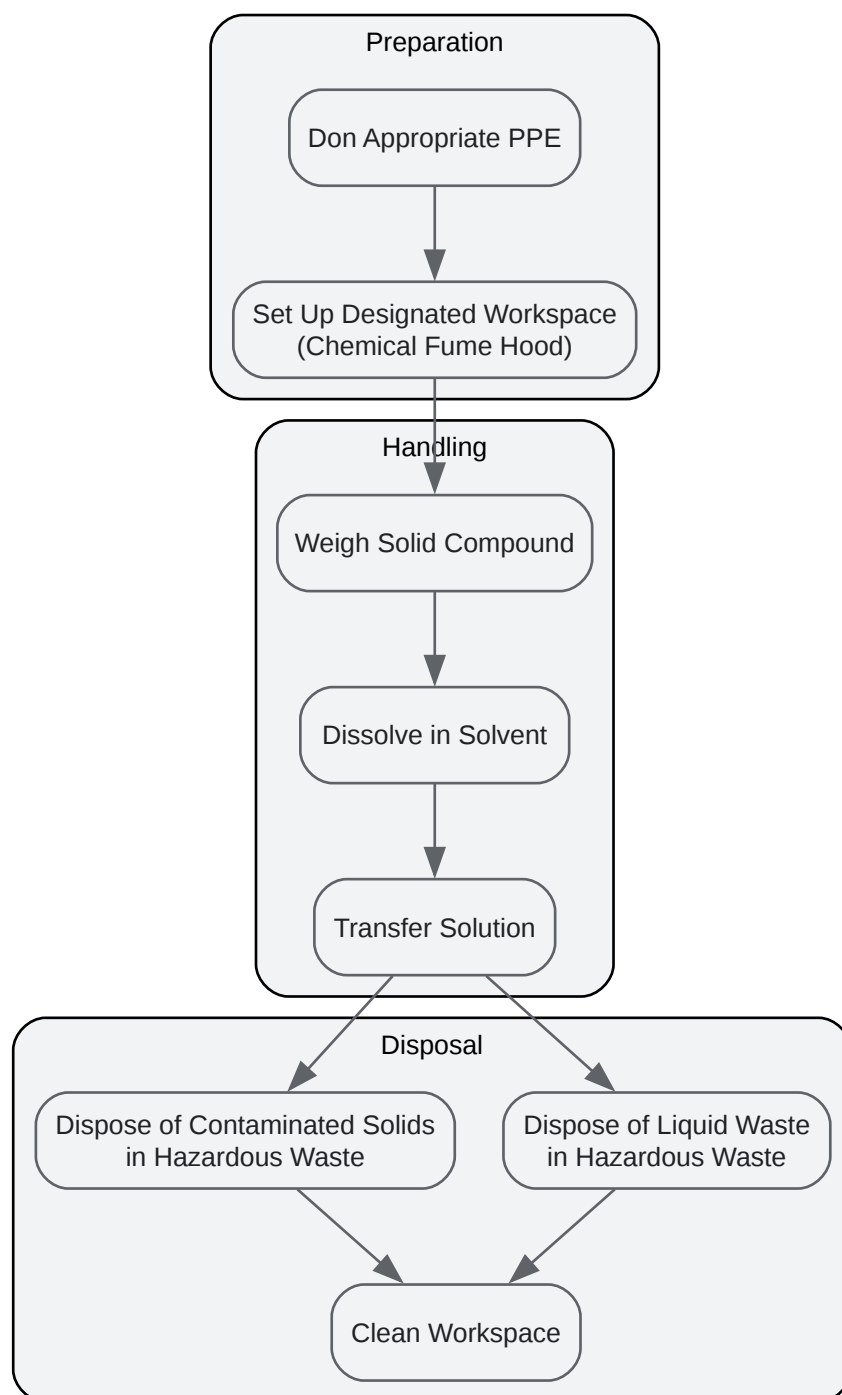 Preparation
Don Appropriate PPE
Set Up Designated Workspace
(Chemical Fume Hood)
Handling
Weigh Solid Compound
Dissolve in Solvent
Transfer Solution
Disposal
Dispose of Contaminated Solids
in Hazardous Waste
Dispose of Liquid Waste
in Hazardous Waste
Clean Workspace